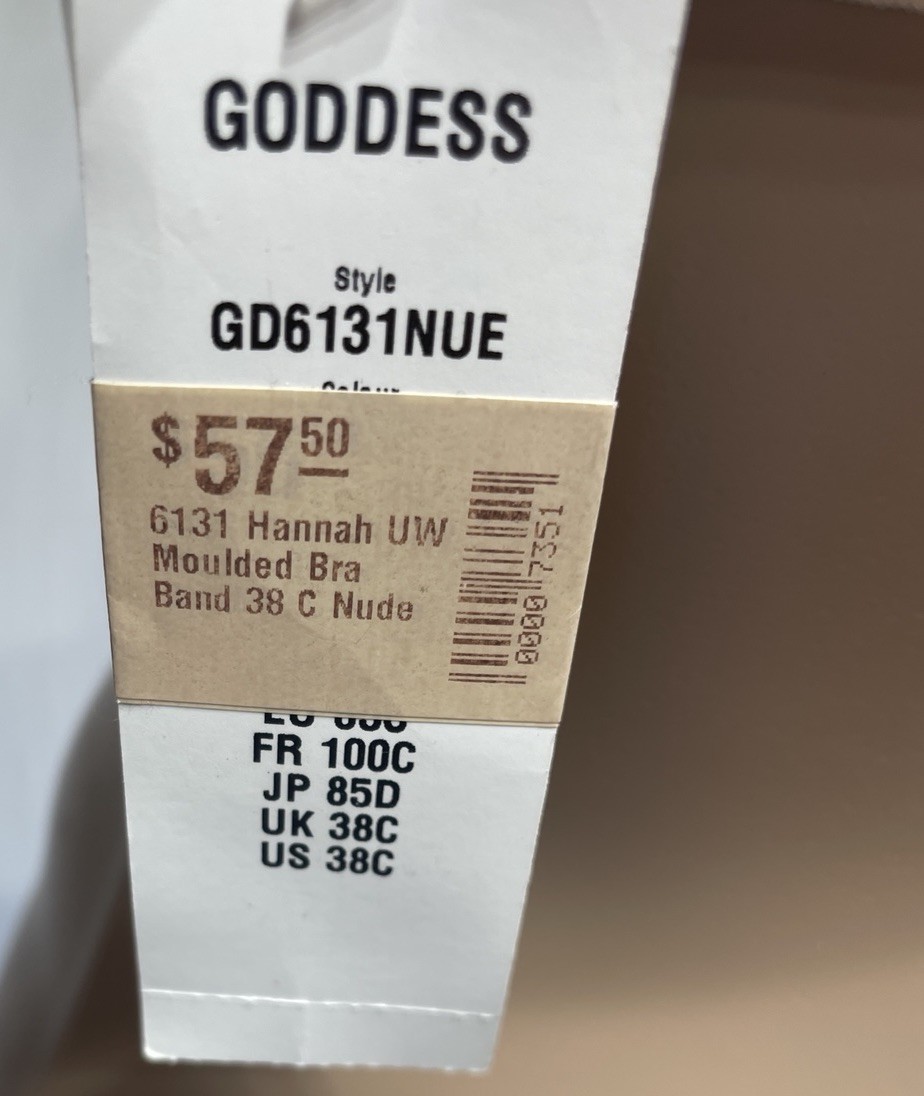 GODDESS
Style
GD6131NUE
Colour
$57.50
6131 Hannah UW
Moulded Bra
Band 38 C Nude
0000 7351
FR 100C
JP 85D
UK 38C
US 38C